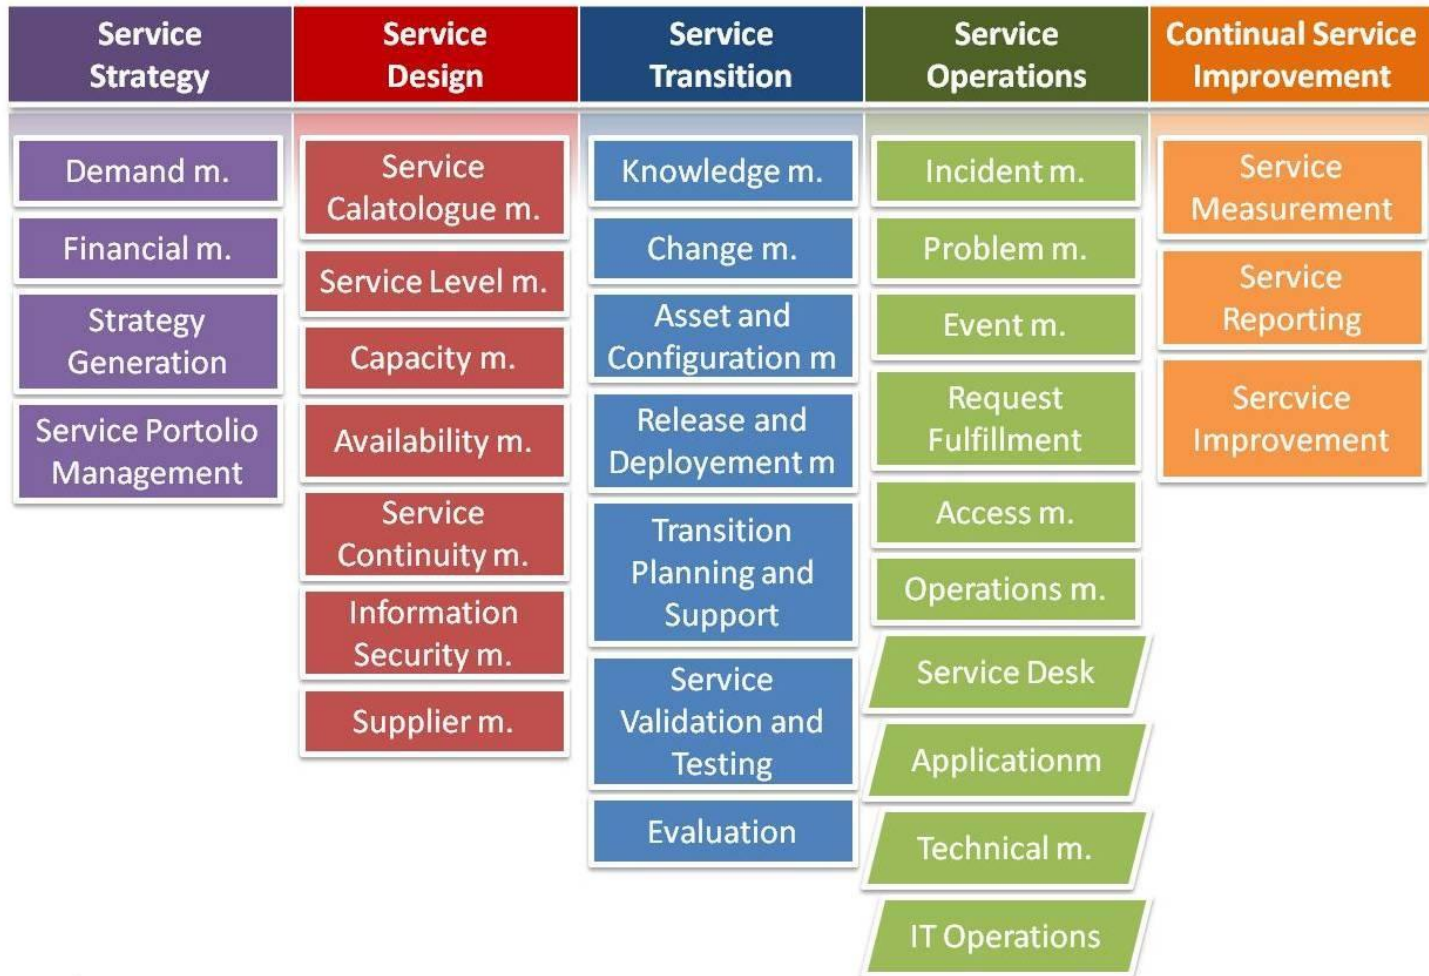 Service
Strategy
Service
Design
Service
Transition
Service
Operations
Continual Service
Improvement
Demand m.
Financial m.
Strategy
Generation
Service Portolio
Management
Service
Calatologue m.
Service Level m.
Capacity m.
Availability m.
Service
Continuity m.
Information
Security m.
Supplier m.
Knowledge m.
Change m.
Asset and
Configuration m
Release and
Deployement m
Transition
Planning and
Support
Service
Validation and
Testing
Evaluation
Incident m.
Problem m.
Event m.
Request
Fulfillment
Access m.
Operations m.
Service Desk
Applicationm
Technical m.
IT Operations
Service
Measurement
Service
Reporting
Sercvice
Improvement